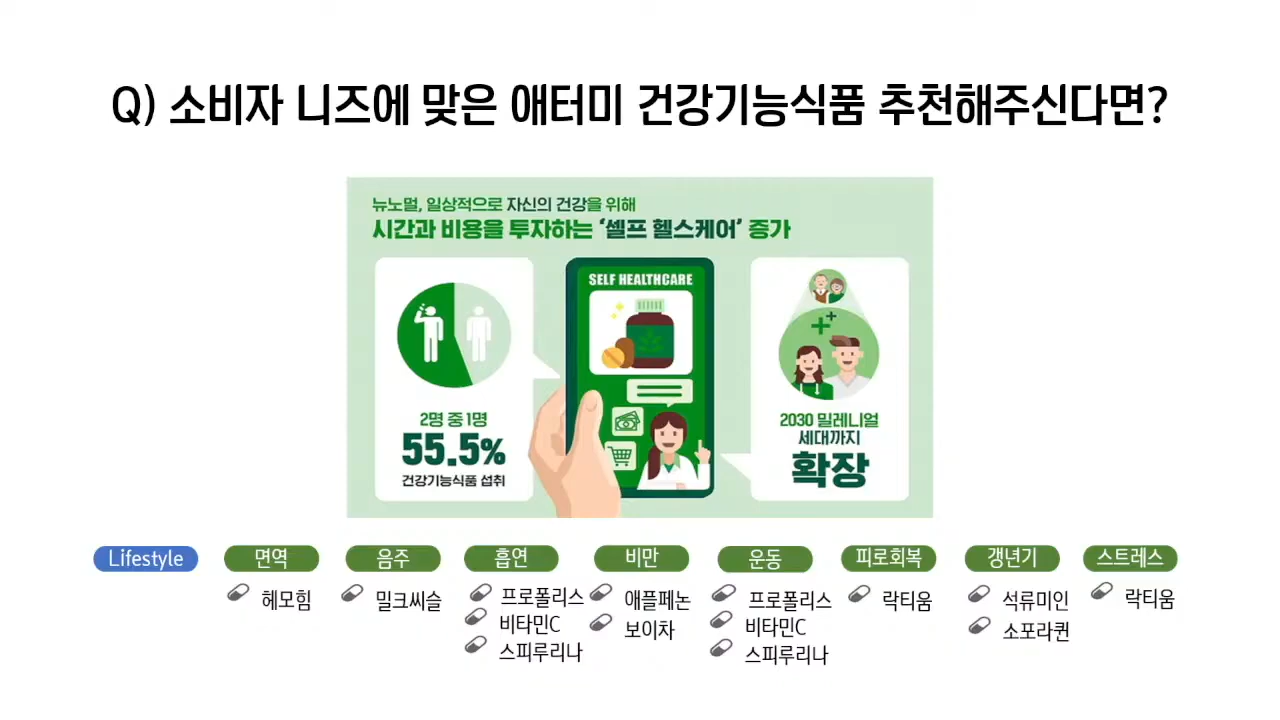 Q) 소비자 니즈에 맞은 애터미 건강기능식품 추천해주신다면?
뉴노멀, 일상적으로 자신의 건강을 위해
시간과 비용을 투자하는 '셀프 헬스케어' 증가
SELF HEALTHCARE
2명 중 1명
55.5%
건강기능식품 섭취
2030 밀레니얼
세대까지
확장
Lifestyle
면역
헤모힘
음주
밀크씨슬
흡연
프로폴리스
비타민C
스피루리나
비만
애플페논
보이차
운동
프로폴리스
비타민C
스피루리나
피로회복
락티움
갱년기
석류미인
소포라퀸
스트레스
락티움